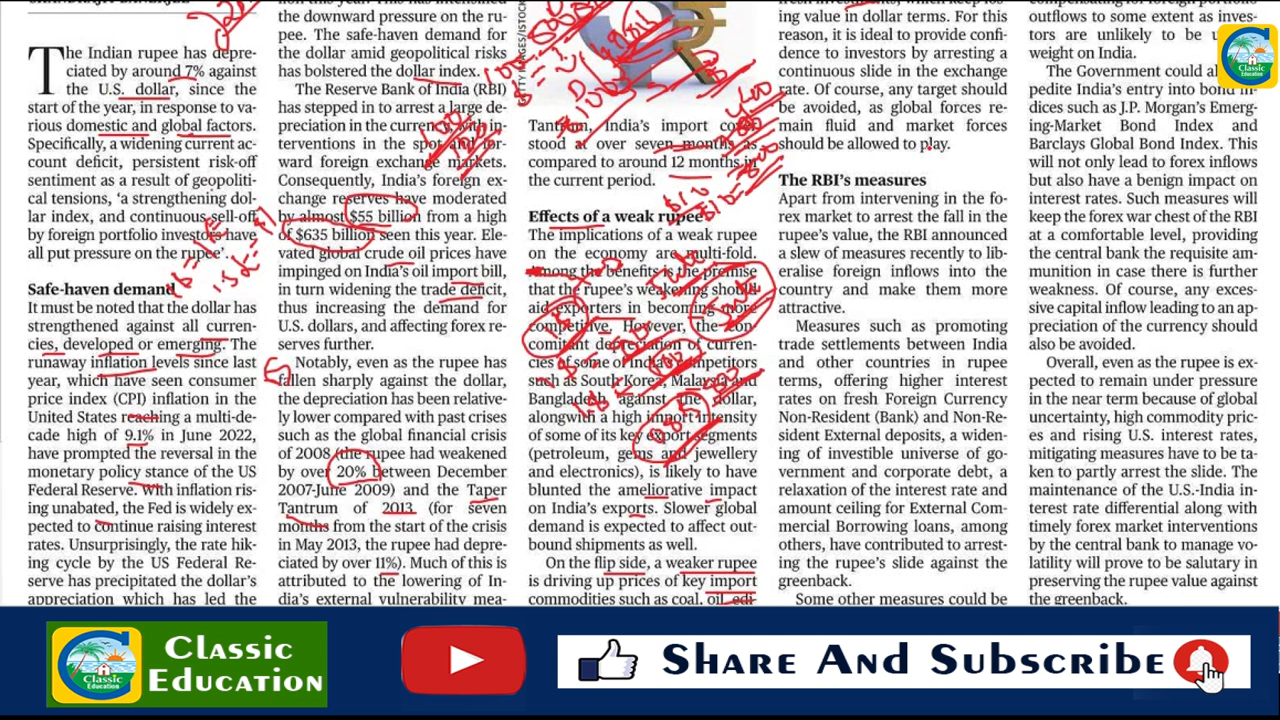 The Indian rupee has depre-
ciated by around 7% against
the U.S. dollar, since the
start of the year, in response to va-
rious domestic and global factors.
Specifically, a widening current ac-
count deficit, persistent risk-off
sentiment as a result of geopoliti-
cal tensions, 'a strengthening dol-
lar index, and continuous sell-off
by foreign portfolio investors have
all put pressure on the rupee'.
Safe-haven demand
It must be noted that the dollar has
strengthened against all curren-
cies, developed or emerging. The
runaway inflation levels since last
year, which have seen consumer
price index (CPI) inflation in the
United States reaching a multi-de-
cade high of 9.1% in June 2022,
have prompted the reversal in the
monetary policy stance of the US
Federal Reserve. With inflation ris-
ing unabated, the Fed is widely ex-
pected to continue raising interest
rates. Unsurprisingly, the rate hik-
ing cycle by the US Federal Re-
serve has precipitated the dollar's
appreciation which has led the
tion this year. This has intensified
the downward pressure on the ru-
pee. The safe-haven demand for
the dollar amid geopolitical risks
has bolstered the dollar index.
The Reserve Bank of India (RBI)
has stepped in to arrest a large de-
preciation in the currency, with in-
terventions in the spot and for-
ward foreign exchange markets.
Consequently, India's foreign ex-
change reserves have moderated
by almost $55 billion from a high
of $635 billion seen this year. Ele-
vated global crude oil prices have
impinged on India's oil import bill,
in turn widening the trade deficit,
thus increasing the demand for
U.S. dollars, and affecting forex re-
serves further.
Notably, even as the rupee has
fallen sharply against the dollar,
the depreciation has been relative-
ly lower compared with past crises
such as the global financial crisis
of 2008 (the rupee had weakened
by over 20% between December
2007-June 2009) and the Taper
Tantrum of 2013 (for seven
months from the start of the crisis
in May 2013, the rupee had depre-
ciated by over 11%). Much of this is
attributed to the lowering of In-
dia's external vulnerability mea-
Tantrum, India's import cover
stood at over seven months as
compared to around 12 months in
the current period.
Effects of a weak rupee
The implications of a weak rupee
on the economy are multi-fold.
Among the benefits is the premise
that the rupee's weakening should
aid exporters in becoming more
competitive. However, the con-
comitant depreciation of curren-
cies of some of India's competitors
such as South Korea, Malaysia and
Bangladesh against the dollar,
alongwith a high import intensity
of some of its key export segments
(petroleum, gems and jewellery
and electronics), is likely to have
blunted the ameliorative impact
on India's exports. Slower global
demand is expected to affect out-
bound shipments as well.
On the flip side, a weaker rupee
is driving up prices of key import
commodities such as coal, oil, edi-
fresh investments, which keep los-
ing value in dollar terms. For this
reason, it is ideal to provide confi-
dence to investors by arresting a
continuous slide in the exchange
rate. Of course, any target should
be avoided, as global forces re-
main fluid and market forces
should be allowed to play.
The RBI's measures
Apart from intervening in the fo-
rex market to arrest the fall in the
rupee's value, the RBI announced
a slew of measures recently to lib-
eralise foreign inflows into the
country and make them more
attractive.
Measures such as promoting
trade settlements between India
and other countries in rupee
terms, offering higher interest
rates on fresh Foreign Currency
Non-Resident (Bank) and Non-Re-
sident External deposits, a widen-
ing of investible universe of go-
vernment and corporate debt, a
relaxation of the interest rate and
amount ceiling for External Com-
mercial Borrowing loans, among
others, have contributed to arrest-
ing the rupee's slide against the
greenback.
Some other measures could be
compensating for foreign portfolio
outflows to some extent as inves-
tors are unlikely to be
weight on India.
The Government could al
pedite India's entry into bond in-
dices such as J.P. Morgan's Emerg-
ing-Market Bond Index and
Barclays Global Bond Index. This
will not only lead to forex inflows
but also have a benign impact on
interest rates. Such measures will
keep the forex war chest of the RBI
at a comfortable level, providing
the central bank the requisite am-
munition in case there is further
weakness. Of course, any exces-
sive capital inflow leading to an ap-
preciation of the currency should
also be avoided.
Overall, even as the rupee is ex-
pected to remain under pressure
in the near term because of global
uncertainty, high commodity pric-
es and rising U.S. interest rates,
mitigating measures have to be ta-
ken to partly arrest the slide. The
maintenance of the U.S.-India in-
terest rate differential along with
timely forex market interventions
by the central bank to manage vo-
latility will prove to be salutary in
preserving the rupee value against
the greenback.
Classic
Education
Classic
Education
Classic
Education
Share And Subscribe